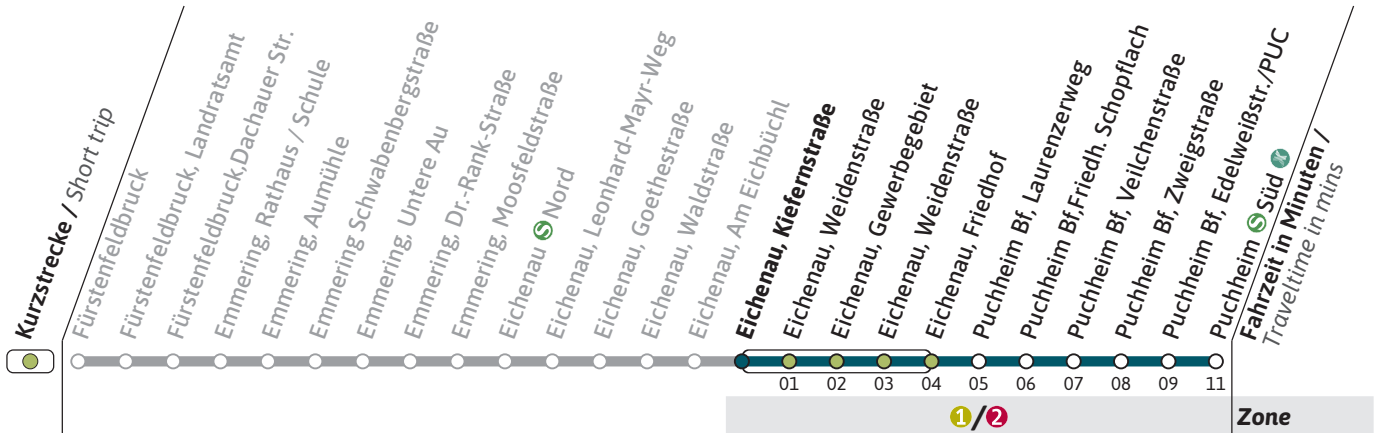 Kurzstrecke / Short trip
Fürstenfeldbruck
Fürstenfeldbruck, Landratsamt
Fürstenfeldbruck,Dachauer Str.
Emmering, Rathaus / Schule
Emmering, Aumühle
Emmering Schwabenbergstraße
Emmering, Untere Au
Emmering, Dr.-Rank-Straße
Emmering, Moosfeldstraße
Eichenau S Nord
Eichenau, Leonhard-Mayr-Weg
Eichenau, Goethestraße
Eichenau, Waldstraße
Eichenau, Am Eichbüchl
Eichenau, Kiefernstraße
Eichenau, Weidenstraße
Eichenau, Gewerbegebiet
Eichenau, Weidenstraße
Eichenau, Friedhof
Puchheim Bf, Laurenzerweg
Puchheim Bf,Friedh. Schopflach
Puchheim Bf, Veilchenstraße
Puchheim Bf, Zweigstraße
Puchheim Bf, Edelweißstr./PUC
Puchheim S Süd X
Fahrzeit in Minuten /
Traveltime in mins
01 02 03 04 05 06 07 08 09 11
1/2 Zone